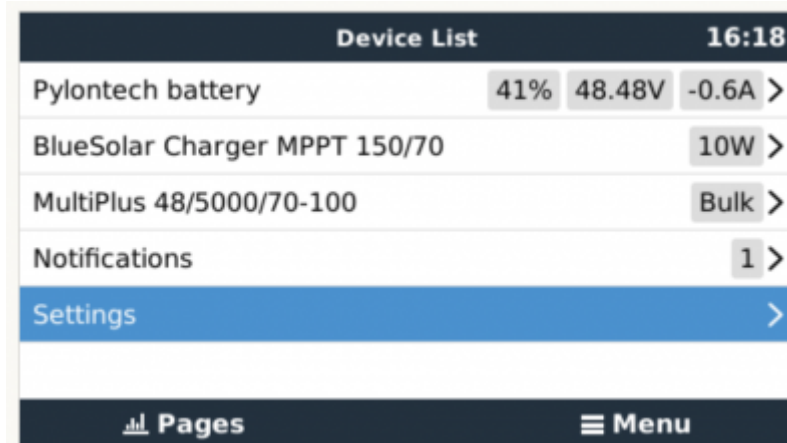 Device List 16:18
Pylontech battery 41% 48.48V -0.6A
BlueSolar Charger MPPT 150/70 10W
MultiPlus 48/5000/70-100 Bulk
Notifications 1
Settings
Pages Menu